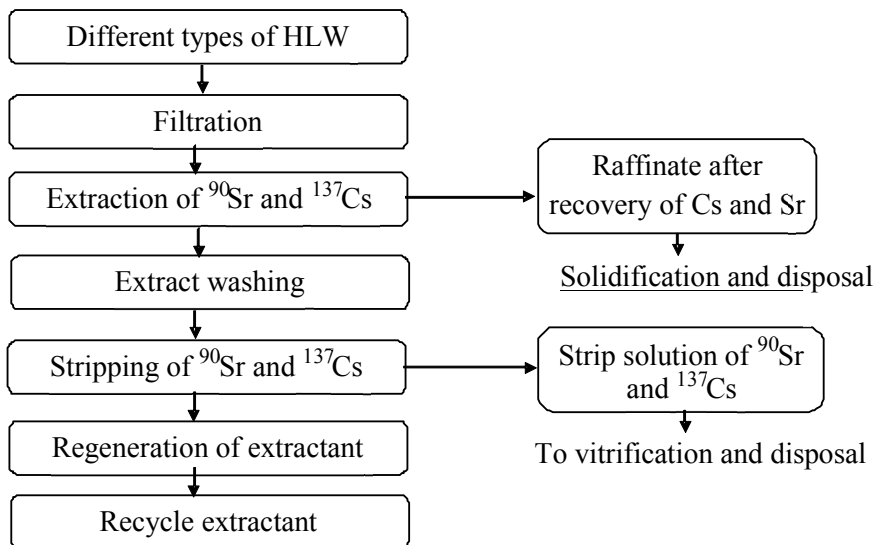 Different types of HLW
Filtration
Extraction of ⁹⁰Sr and ¹³⁷Cs
Raffinate after
recovery of Cs and Sr
Solidification and disposal
Extract washing
Stripping of ⁹⁰Sr and ¹³⁷Cs
Strip solution of ⁹⁰Sr
and ¹³⁷Cs
To vitrification and disposal
Regeneration of extractant
Recycle extractant